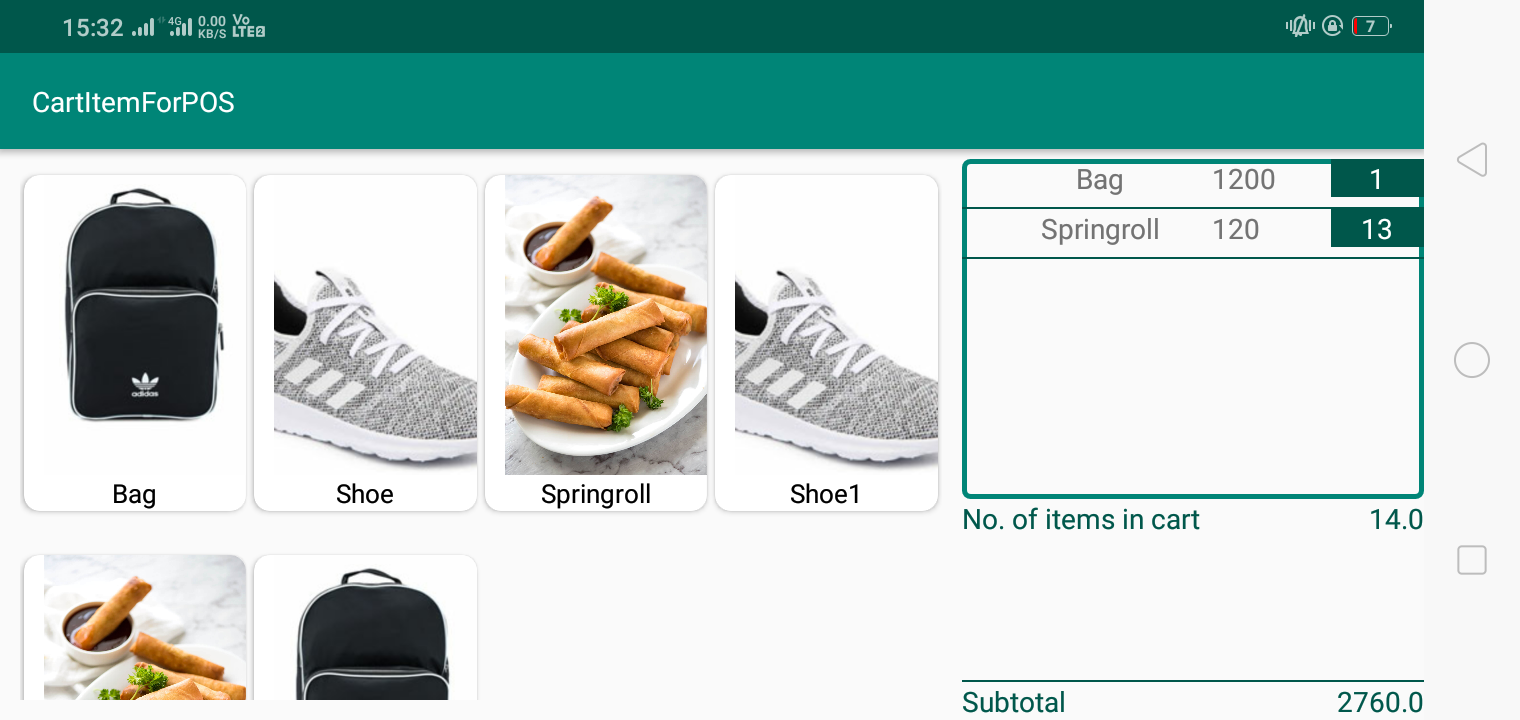 15:32 4G 0.00 KB/S Vo LTE2 7
CartItemForPOS
Bag 1200 1
Springroll 120 13
adidas
Bag Shoe Springroll Shoe1
No. of items in cart 14.0
Subtotal 2760.0